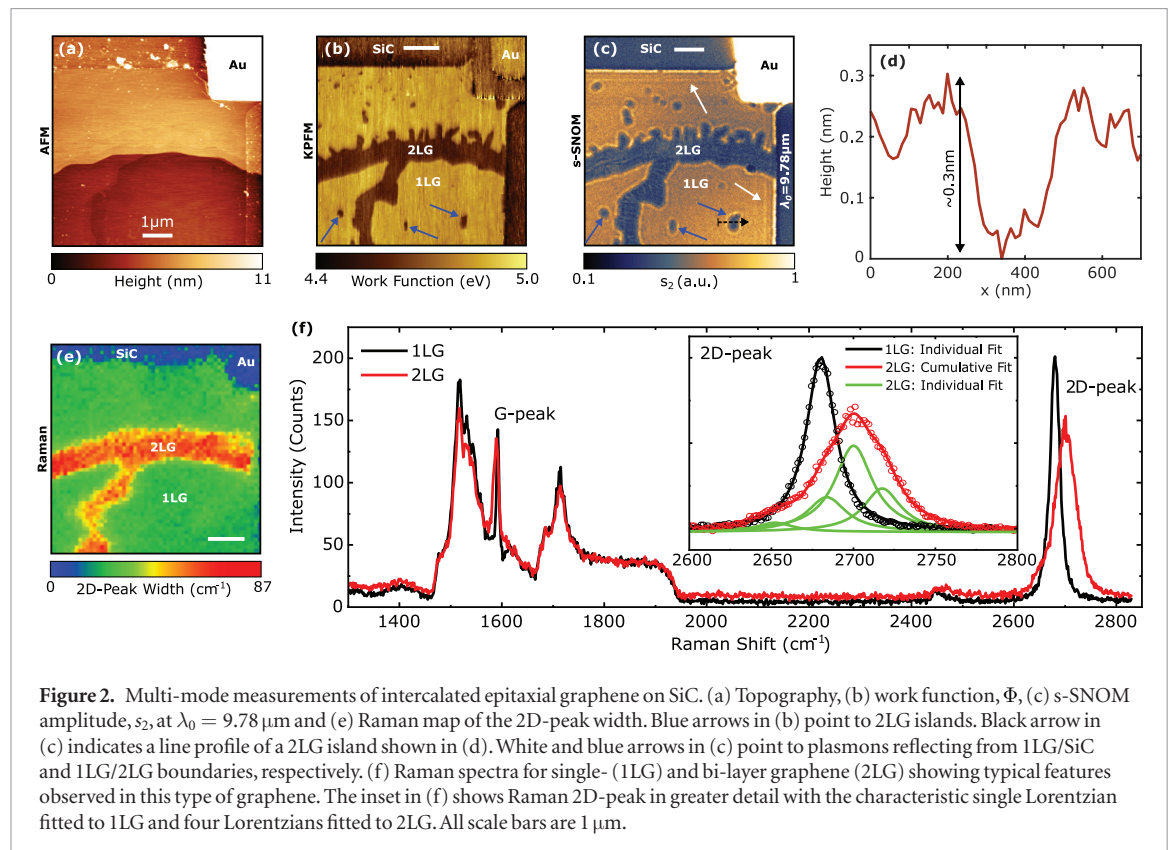 (a)
Au
AFM
1μm
0 Height (nm) 11
(b)
SiC
Au
KPFM
2LG
1LG
4.4 Work Function (eV) 5.0
(c)
SiC
Au
s-SNOM
2LG
1LG
λ₀=9.78μm
0.1 s₂ (a.u.) 1
(d)
Height (nm)
0.3
0.2
0.1
0
~0.3nm
0 200 400 600
x (nm)
(e)
SiC
Au
Raman
2LG
1LG
0 2D-Peak Width (cm⁻¹) 87
(f)
Intensity (Counts)
200
150
100
50
0
1LG
2LG
G-peak
2D-peak
1LG: Individual Fit
2LG: Cumulative Fit
2LG: Individual Fit
2600 2650 2700 2750 2800
2D-peak
1400 1600 1800 2000 2200 2400 2600 2800
Raman Shift (cm⁻¹)
Figure 2. Multi-mode measurements of intercalated epitaxial graphene on SiC. (a) Topography, (b) work function, Φ, (c) s-SNOM
amplitude, s₂, at λ₀ = 9.78 μm and (e) Raman map of the 2D-peak width. Blue arrows in (b) point to 2LG islands. Black arrow in
(c) indicates a line profile of a 2LG island shown in (d). White and blue arrows in (c) point to plasmons reflecting from 1LG/SiC
and 1LG/2LG boundaries, respectively. (f) Raman spectra for single- (1LG) and bi-layer graphene (2LG) showing typical features
observed in this type of graphene. The inset in (f) shows Raman 2D-peak in greater detail with the characteristic single Lorentzian
fitted to 1LG and four Lorentzians fitted to 2LG. All scale bars are 1 μm.